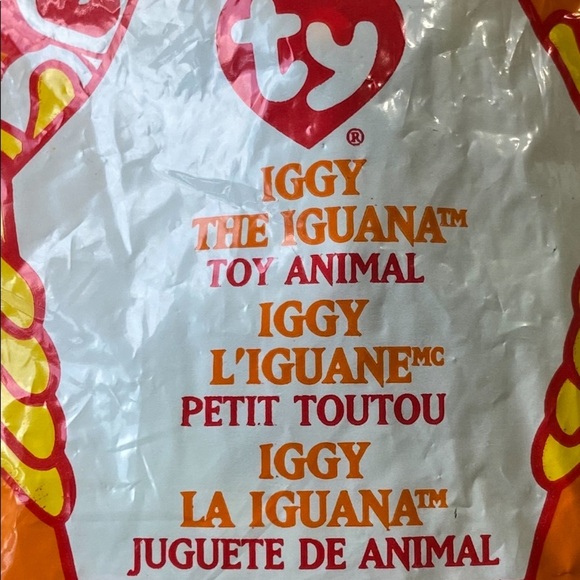 ty
®
IGGY
THE IGUANA™
TOY ANIMAL
IGGY
L'IGUANEᴹᶜ
PETIT TOUTOU
IGGY
LA IGUANA™
JUGUETE DE ANIMAL